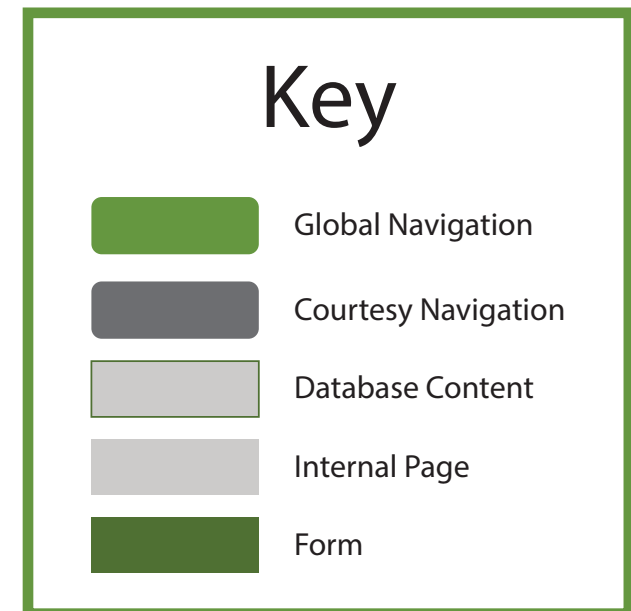 Key
Global Navigation
Courtesy Navigation
Database Content
Internal Page
Form